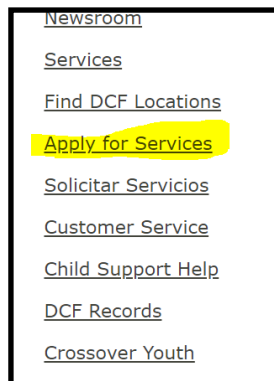 Newsroom
Services
Find DCF Locations
Apply for Services
Solicitar Servicios
Customer Service
Child Support Help
DCF Records
Crossover Youth